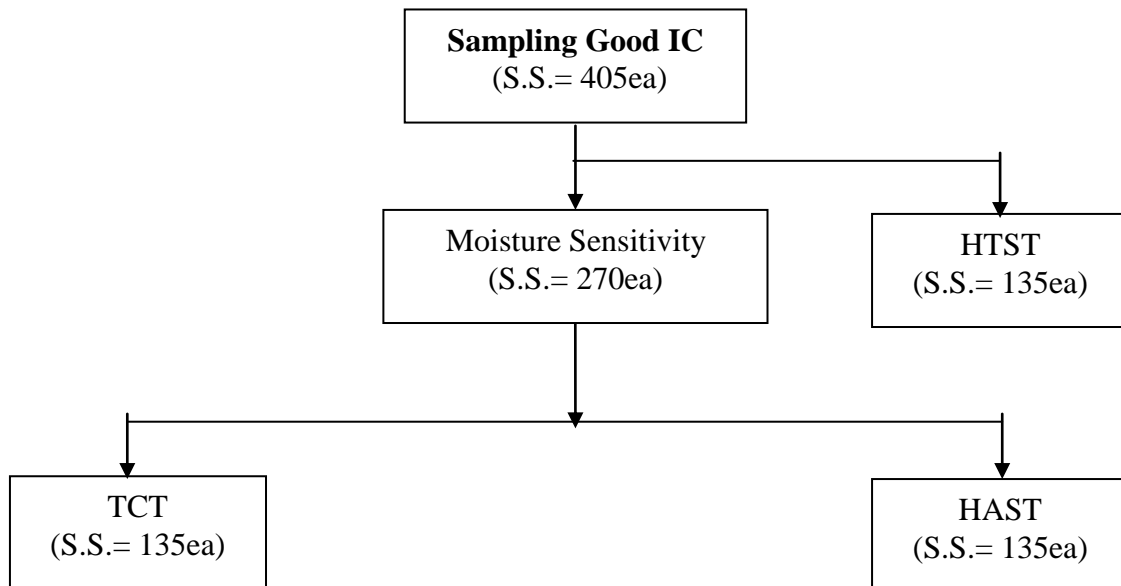 Sampling Good IC
(S.S.= 405ea)
Moisture Sensitivity
(S.S.= 270ea)
HTST
(S.S.= 135ea)
TCT
(S.S.= 135ea)
HAST
(S.S.= 135ea)